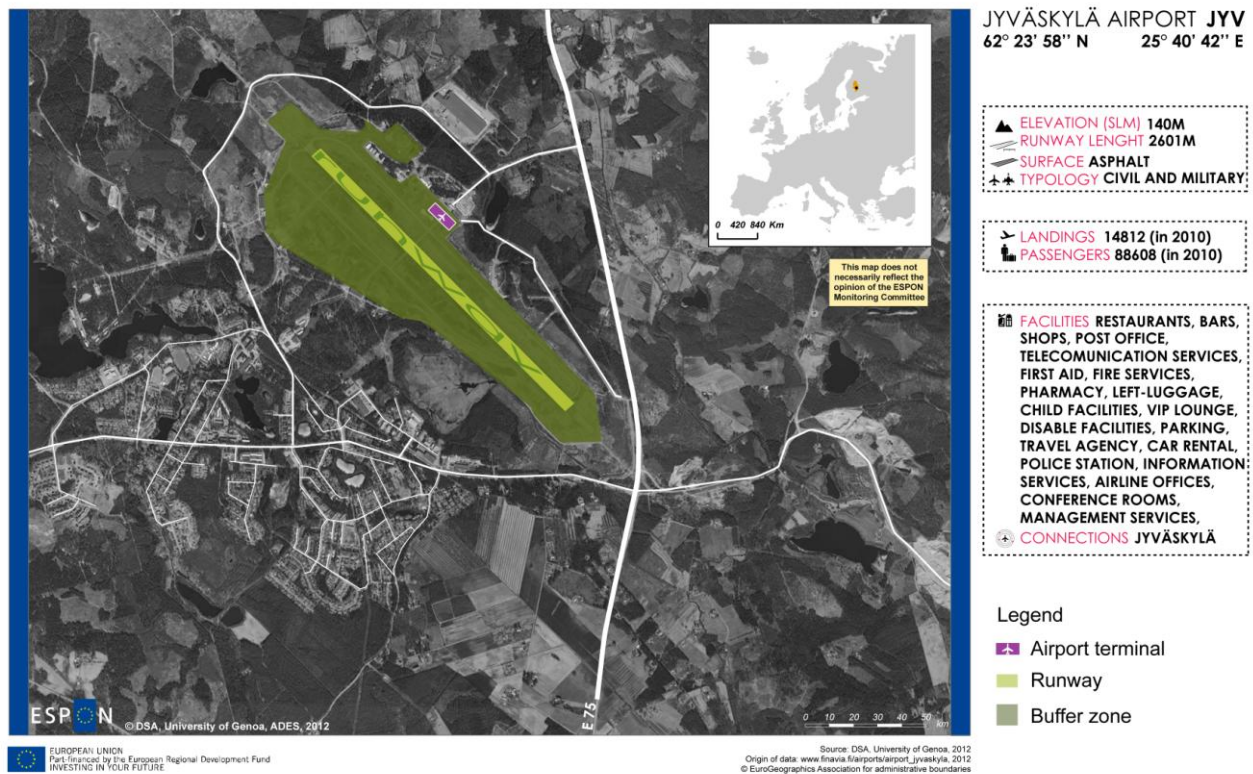 JYVÄSKYLÄ AIRPORT JYV
62° 23' 58'' N 25° 40' 42'' E
ELEVATION (SLM) 140M
RUNWAY LENGHT 2601M
SURFACE ASPHALT
TYPOLOGY CIVIL AND MILITARY
LANDINGS 14812 (in 2010)
PASSENGERS 88608 (in 2010)
FACILITIES RESTAURANTS, BARS,
SHOPS, POST OFFICE,
TELECOMUNICATION SERVICES,
FIRST AID, FIRE SERVICES,
PHARMACY, LEFT-LUGGAGE,
CHILD FACILITIES, VIP LOUNGE,
DISABLE FACILITIES, PARKING,
TRAVEL AGENCY, CAR RENTAL,
POLICE STATION, INFORMATION
SERVICES, AIRLINE OFFICES,
CONFERENCE ROOMS,
MANAGEMENT SERVICES,
CONNECTIONS JYVÄSKYLÄ
Legend
Airport terminal
Runway
Buffer zone
0 420 840 Km
This map does not
necessarily reflect the
opinion of the ESPON
Monitoring Committee
E 75
0 10 20 30 40 50
km
ESPON
© DSA, University of Genoa, ADES, 2012
EUROPEAN UNION
Part-financed by the European Regional Development Fund
INVESTING IN YOUR FUTURE
Source: DSA, University of Genoa, 2012
Origin of data: www.finavia.fi/airports/airport_jyvaskyla, 2012
© EuroGeographics Association for administrative boundaries